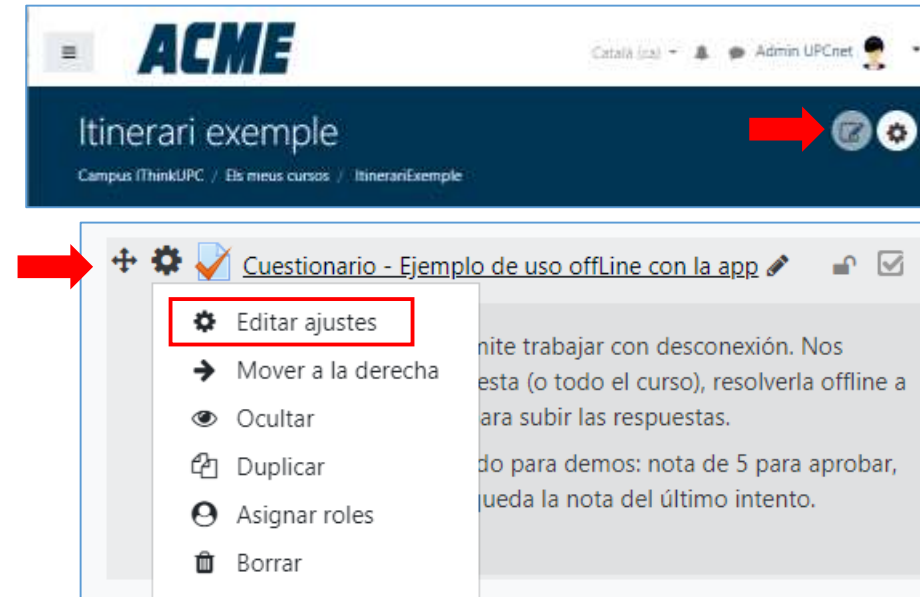 ACME
Català (ca)
Admin UPCnet
Itinerari exemple
Campus IThinkUPC / Els meus cursos / ItinerariExemple
Cuestionario - Ejemplo de uso offLine con la app
Editar ajustes
Mover a la derecha
Ocultar
Duplicar
Asignar roles
Borrar
mite trabajar con desconexión. Nos
esta (o todo el curso), resolverla offline a
ara subir las respuestas.
do para demos: nota de 5 para aprobar,
queda la nota del último intento.